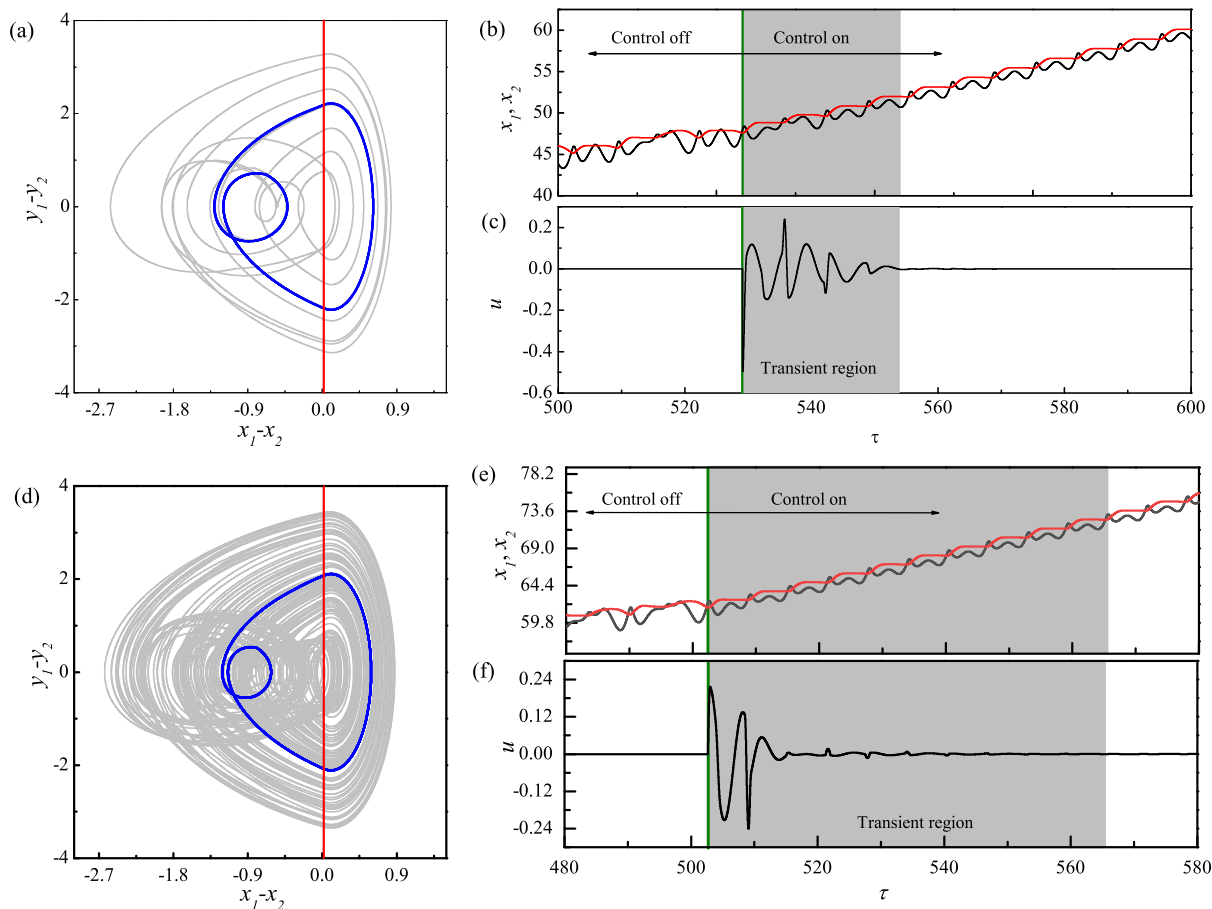 (a)
4
2
0
-2
-4
y1-y2
-2.7 -1.8 -0.9 0.0 0.9
x1-x2
(b)
60
55
50
45
40
x1, x2
Control off Control on
(c)
0.2
0.0
-0.2
-0.4
-0.6
u
Transient region
500 520 540 560 580 600
τ
(d)
4
2
0
-2
-4
y1-y2
-2.7 -1.8 -0.9 0.0 0.9
x1-x2
(e)
78.2
73.6
69.0
64.4
59.8
x1, x2
Control off Control on
(f)
0.24
0.12
0.00
-0.12
-0.24
u
Transient region
480 500 520 540 560 580
τ